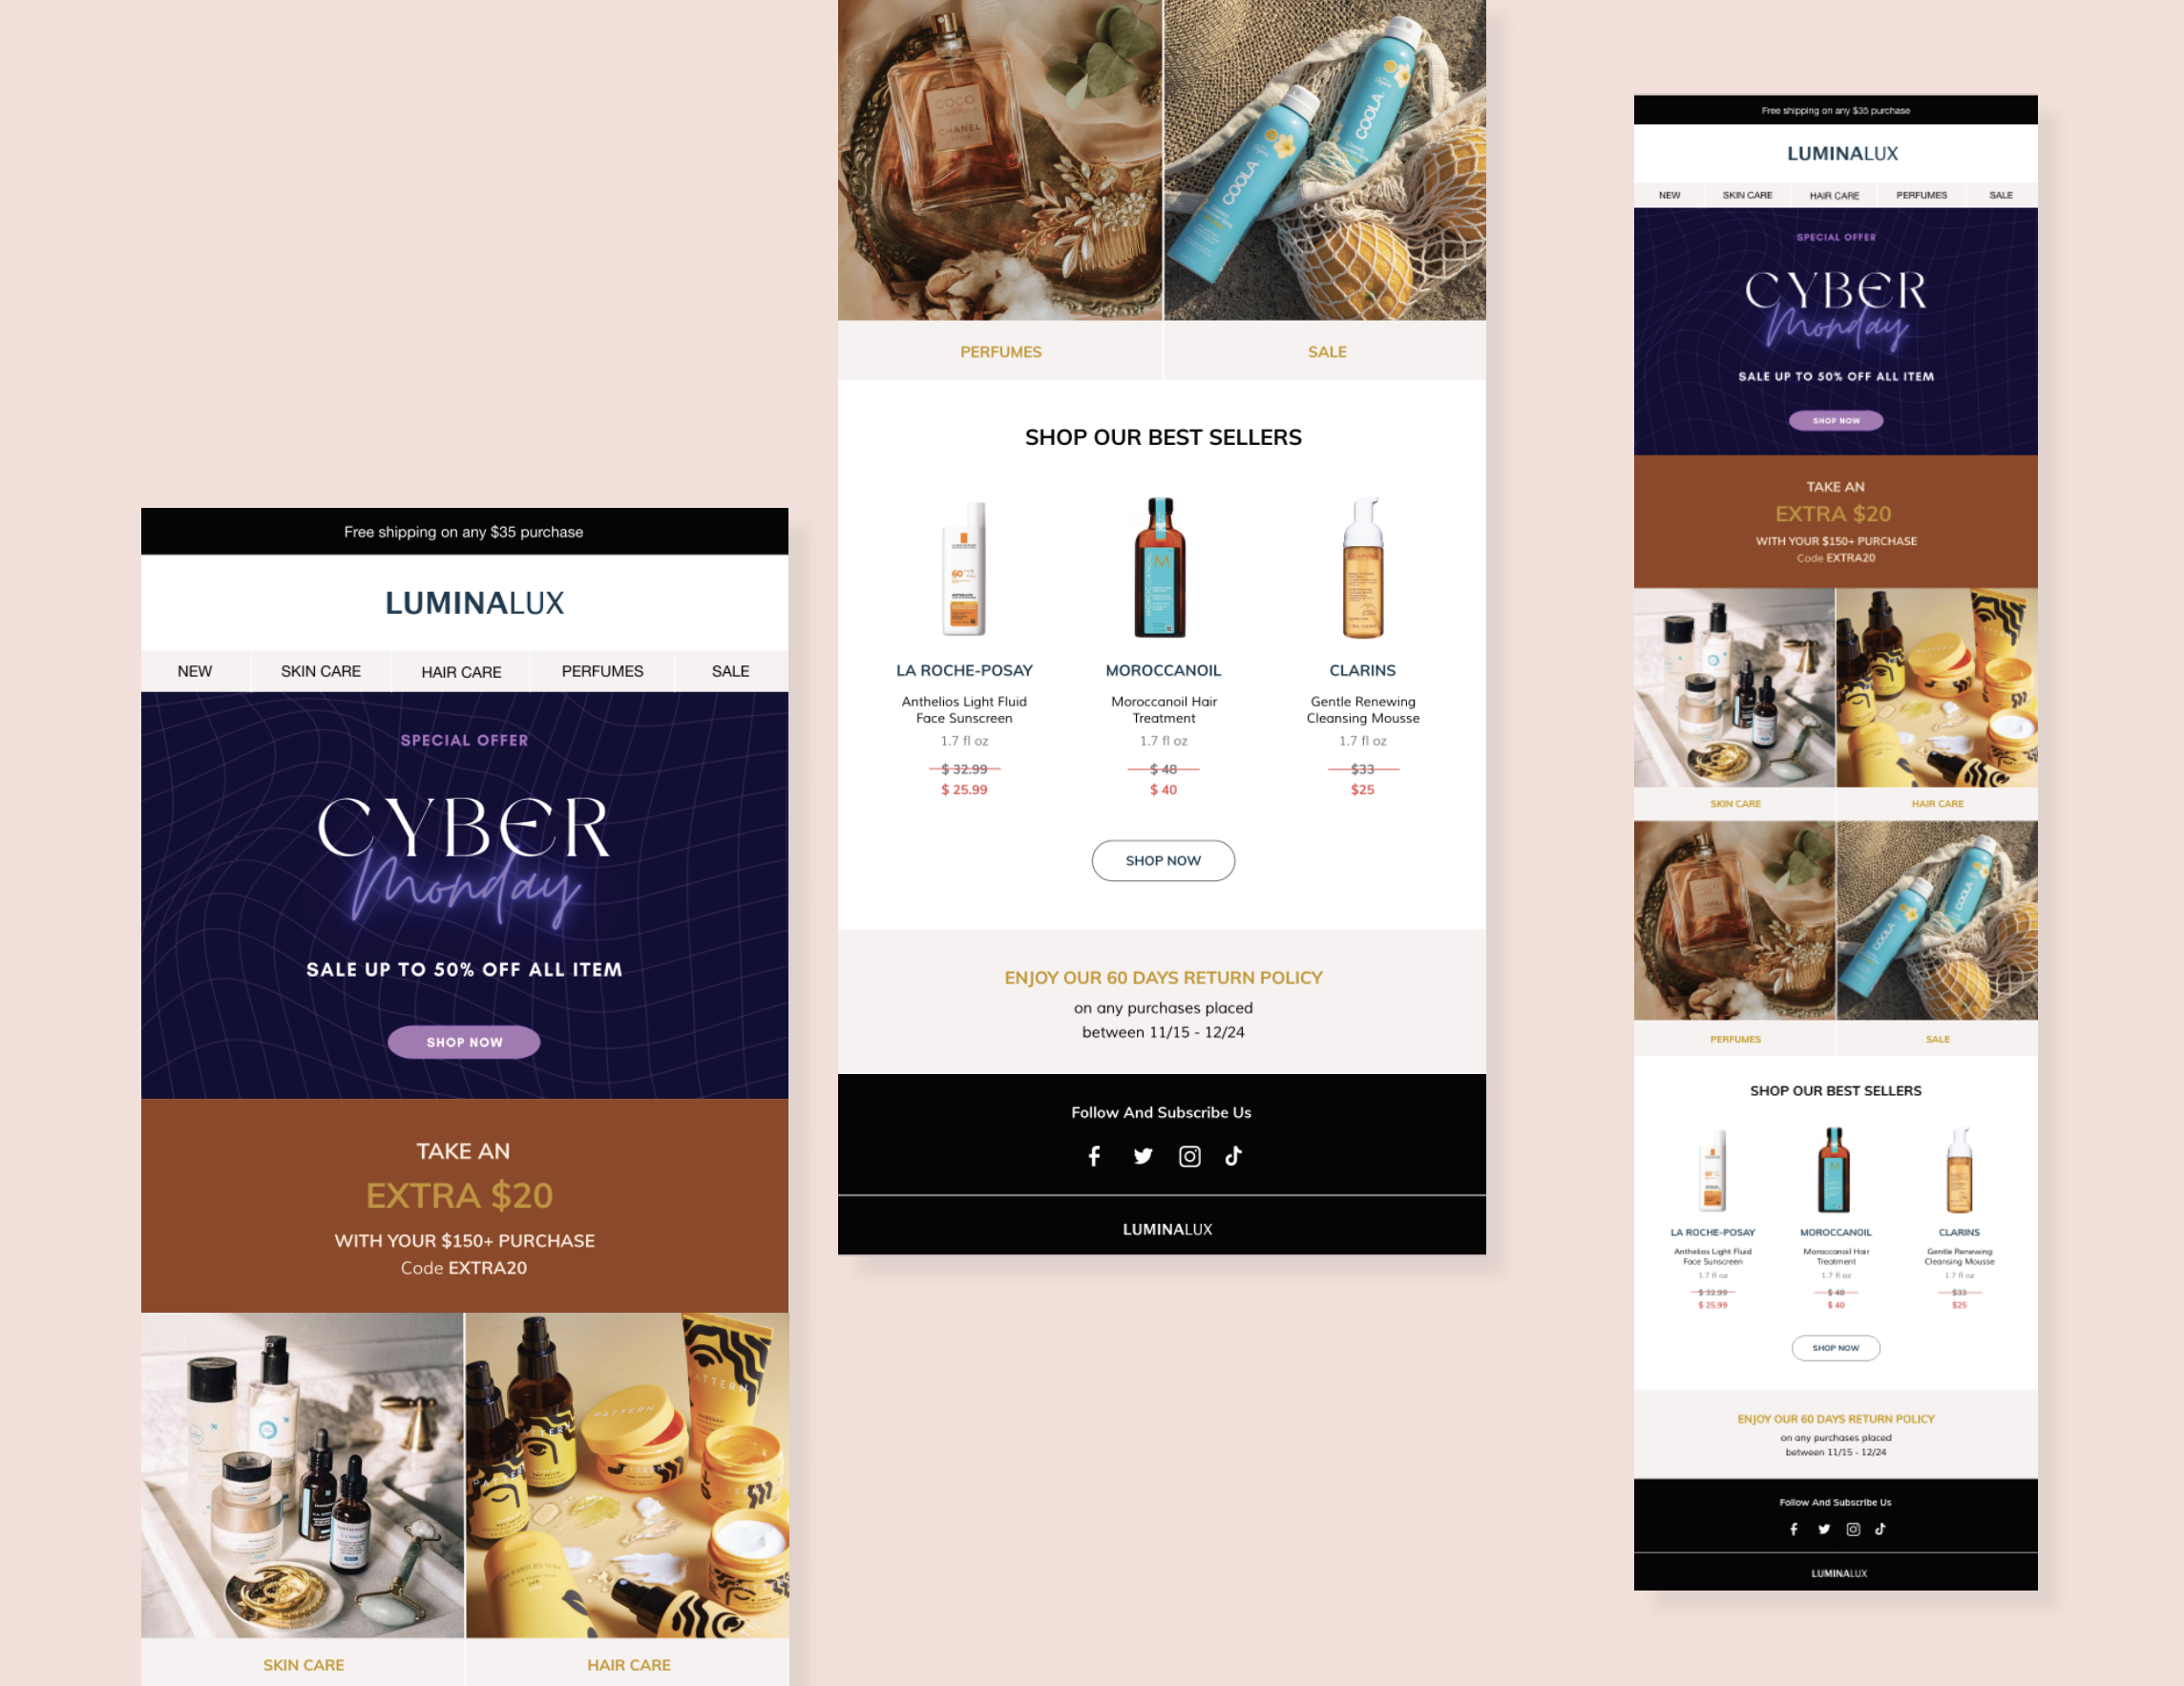 Free shipping on any $35 purchase
LUMINALUX
NEW SKIN CARE HAIR CARE PERFUMES SALE
SPECIAL OFFER
CYBER
Monday
SALE UP TO 50% OFF ALL ITEM
SHOP NOW
TAKE AN
EXTRA $20
WITH YOUR $150+ PURCHASE
Code EXTRA20
PATTERN
PATTERN
SKIN CARE HAIR CARE
COCO
CHANEL
COOLA
COOLA
PERFUMES SALE
SHOP OUR BEST SELLERS
60
MOROCCANOIL
M
CLARINS
LA ROCHE-POSAY MOROCCANOIL CLARINS
Anthelios Light Fluid Moroccanoil Hair Gentle Renewing
Face Sunscreen Treatment Cleansing Mousse
1.7 fl oz 1.7 fl oz 1.7 fl oz
$ 32.99 $ 48 $33
$ 25.99 $ 40 $25
SHOP NOW
ENJOY OUR 60 DAYS RETURN POLICY
on any purchases placed
between 11/15 - 12/24
Follow And Subscribe Us
LUMINALUX
Free shipping on any $35 purchase
LUMINALUX
NEW SKIN CARE HAIR CARE PERFUMES SALE
SPECIAL OFFER
CYBER
Monday
SALE UP TO 50% OFF ALL ITEM
SHOP NOW
TAKE AN
EXTRA $20
WITH YOUR $150+ PURCHASE
Code EXTRA20
SKIN CARE HAIR CARE
COOLA
COOLA
PERFUMES SALE
SHOP OUR BEST SELLERS
LA ROCHE-POSAY MOROCCANOIL CLARINS
Anthelios Light Fluid Moroccanoil Hair Gentle Renewing
Face Sunscreen Treatment Cleansing Mousse
1.7 fl oz 1.7 fl oz 1.7 fl oz
$ 32.99 $ 48 $33
$ 25.99 $ 40 $25
SHOP NOW
ENJOY OUR 60 DAYS RETURN POLICY
on any purchases placed
between 11/15 - 12/24
Follow And Subscribe Us
LUMINALUX